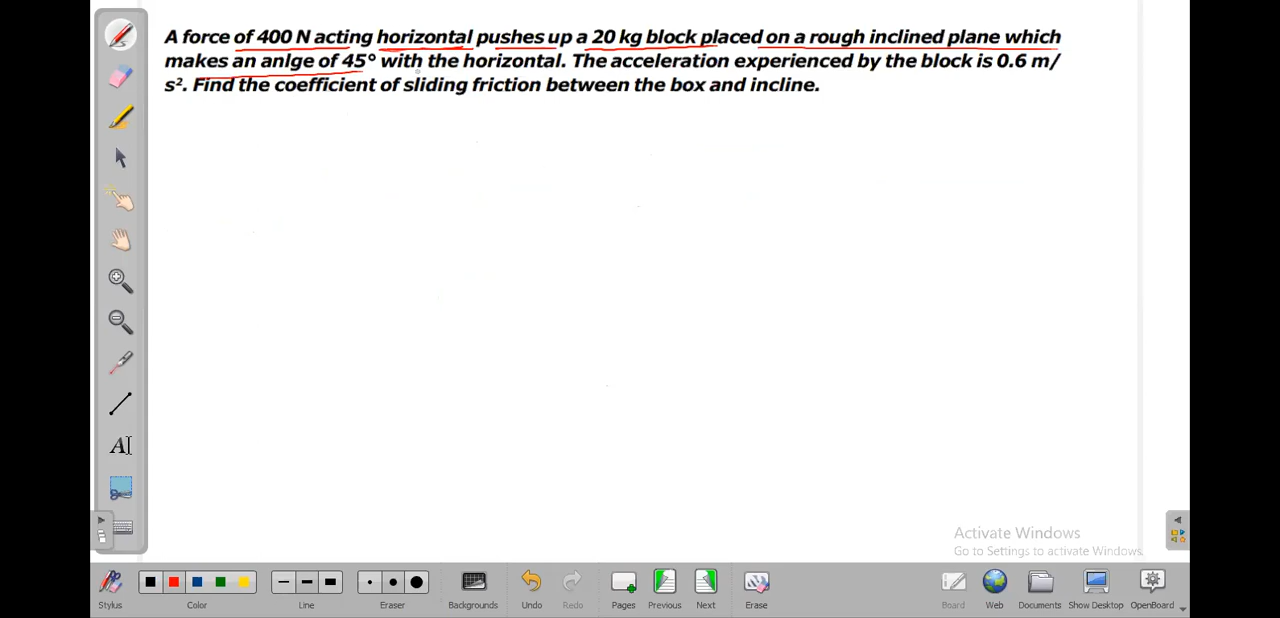 A force of 400 N acting horizontal pushes up a 20 kg block placed on a rough inclined plane which
makes an anlge of 45° with the horizontal. The acceleration experienced by the block is 0.6 m/
s². Find the coefficient of sliding friction between the box and incline.
A
Activate Windows
Go to Settings to activate Windows.
Stylus Color Line Eraser Backgrounds Undo Redo Pages Previous Next Erase Board Web Documents Show Desktop OpenBoard